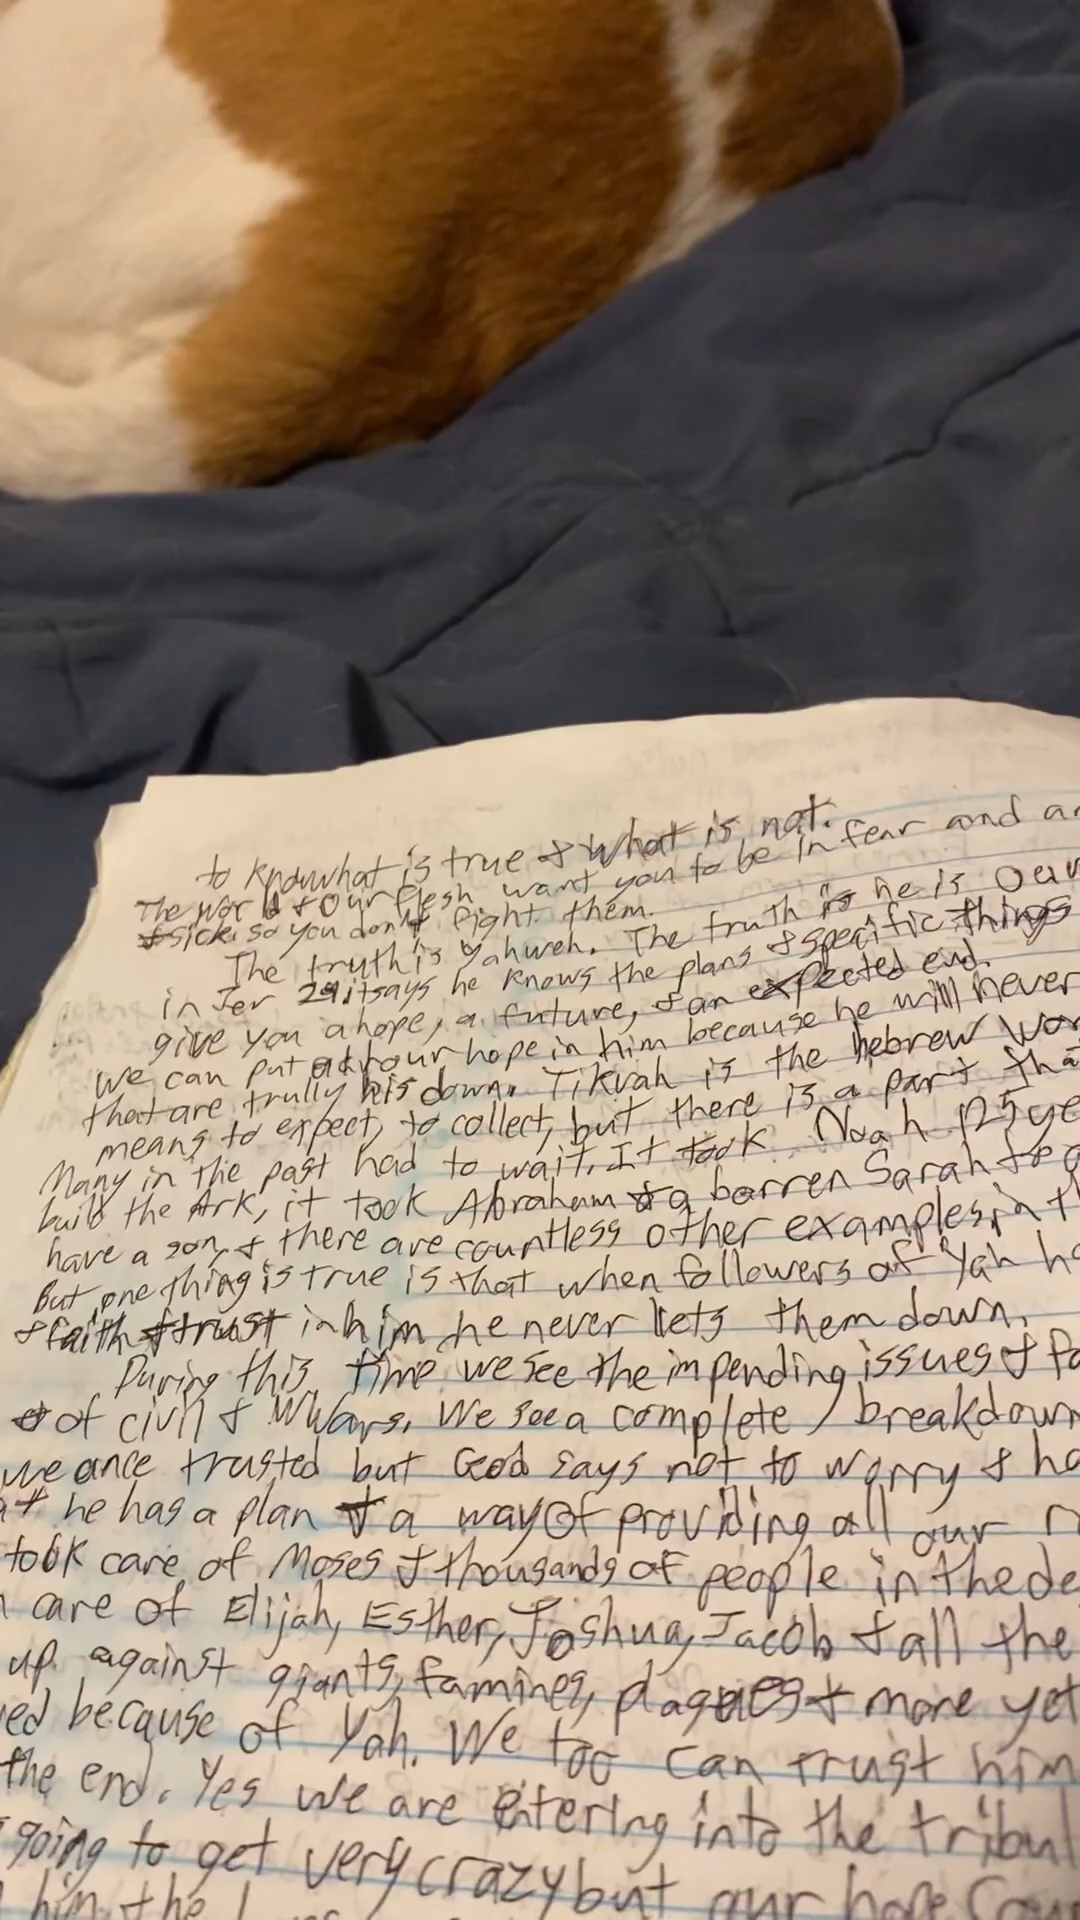 to know what is true & what is not.
The world & our flesh want you to be in fear and
& sick so you don't fight them.
The truth is Yahweh. The truth is he is our
in Jer 29 it says he knows the plans & specific things
give you a hope, a future, & an expected end.
We can put our hope in him because he will never
that are trully his down. Tikvah is the hebrew
means to expect, to collect, but there is a part
Many in the past had to wait. It took Noah 125
build the Ark, it took Abraham & a barren Sarah to
have a son, & there are countless other examples in
But one thing is true is that when followers of Yah
& faith & trust in him he never lets them down.
During this time we see the impending issues &
of civil & WWars. We see a complete breakdown
we once trusted but God says not to worry &
he has a plan & a way of providing all our
took care of Moses & thousands of people in the
care of Elijah, Esther, Joshua, Jacob & all the
up against giants, famines, plagues & more yet
because of Yah. We too can trust him
the end. Yes we are entering into the
going to get very crazy but our hope
him the